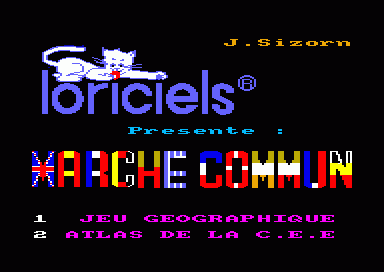 J.Sizorn
loriciels®
Presente :
MARCHE COMMUN
1 JEU GEOGRAPHIQUE
2 ATLAS DE LA C.E.E